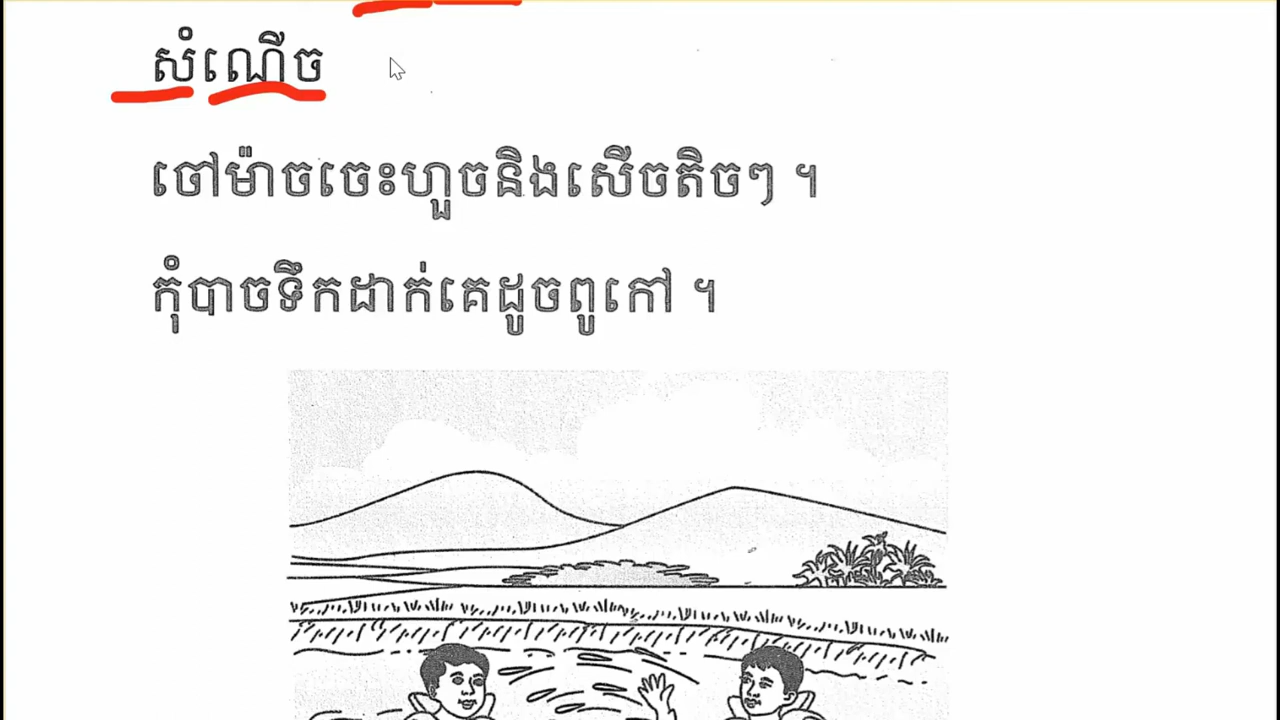 សំណើច
ចៅម៉ាចចេះហួចនិងសើចតិចៗ ។
កុំបាចទឹកដាក់គេដូចពូកៅ ។